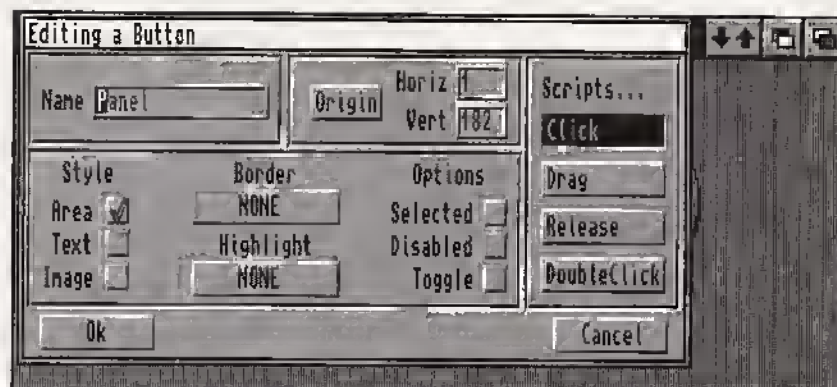 Editing a Button
Name Panel
Origin
Horiz 1
Vert 182
Scripts...
Click
Drag
Release
DoubleClick
Style
Area
Text
Image
Border
NONE
Highlight
NONE
Options
Selected
Disabled
Toggle
Ok
Cancel